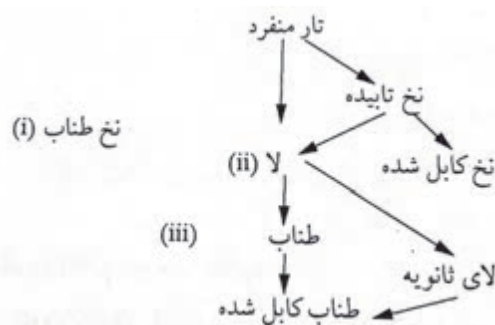 تار منفرد
نخ تابیده
نخ طناب (i)
لا (ii)
نخ کابل شده
(iii)
طناب
لای ثانویه
طناب کابل شده